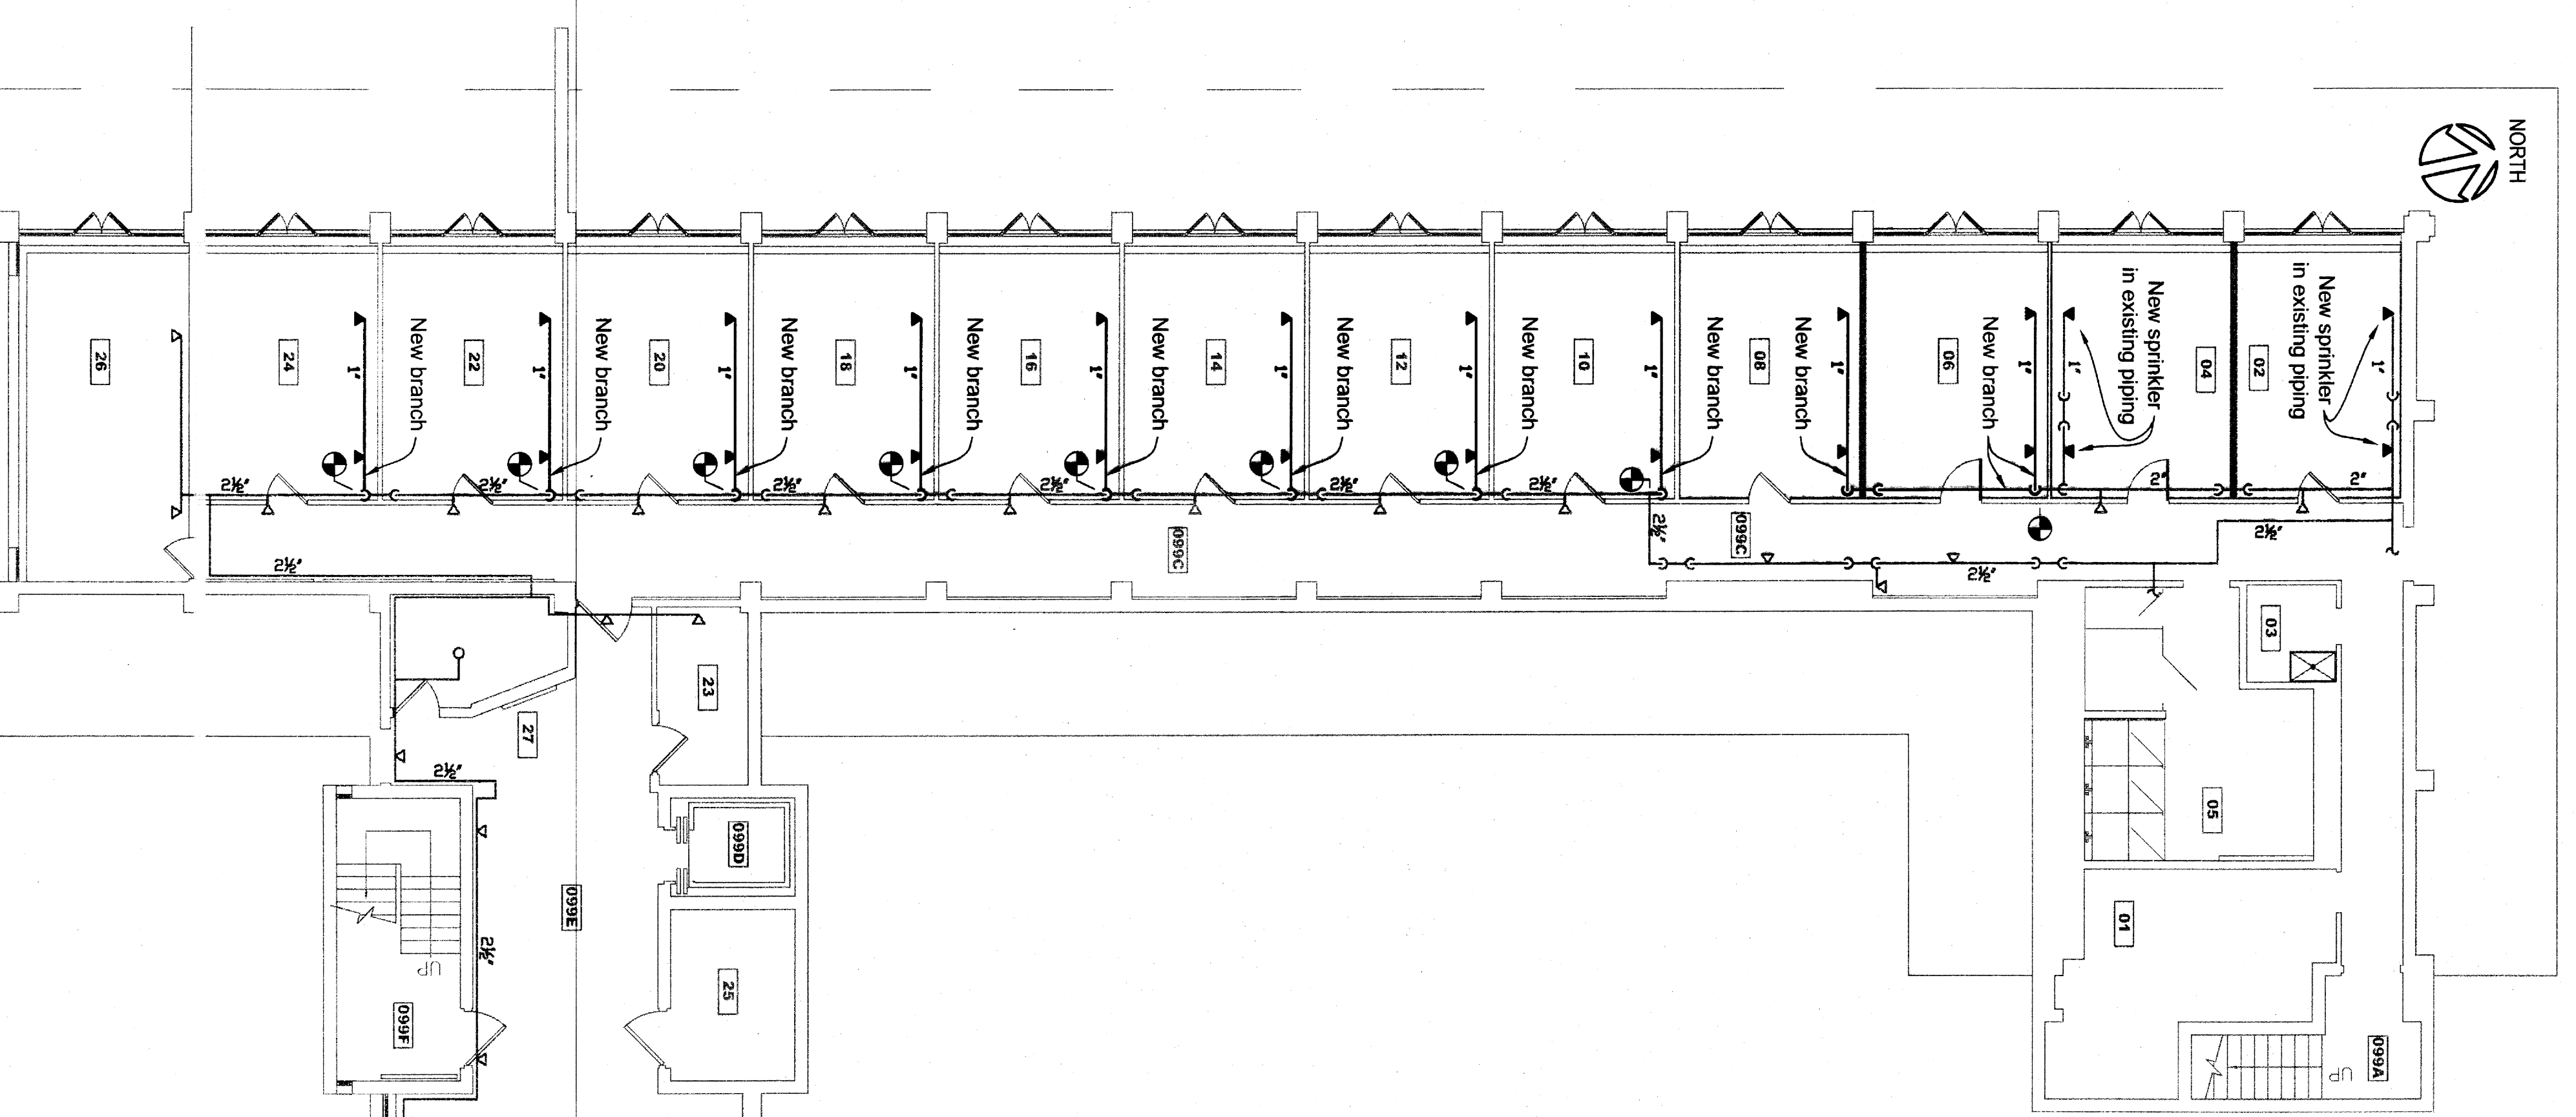 NORTH
New sprinkler
in existing piping
New sprinkler
in existing piping
New branch
New branch
New branch
New branch
New branch
New branch
New branch
New branch
New branch
New branch
New branch
26
24
22
20
18
16
14
12
10
08
06
04
02
1"
1"
1"
1"
1"
1"
1"
1"
1"
1"
1"
1"
2½"
2½"
2½"
2½"
2½"
2½"
2"
2"
2½"
2½"
2½"
2½"
099C
099C
03
23
27
2½"
05
099D
099E
2½"
UP
25
01
099F
099A
UP